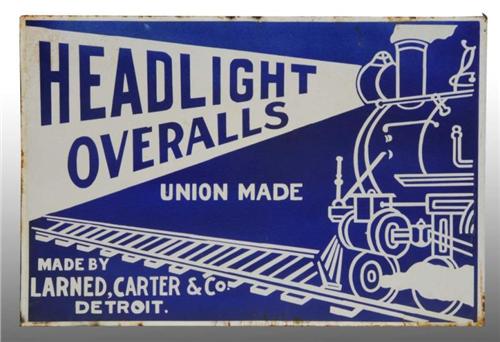 HEADLIGHT
OVERALLS
UNION MADE
MADE BY
LARNED, CARTER & Co.
DETROIT.